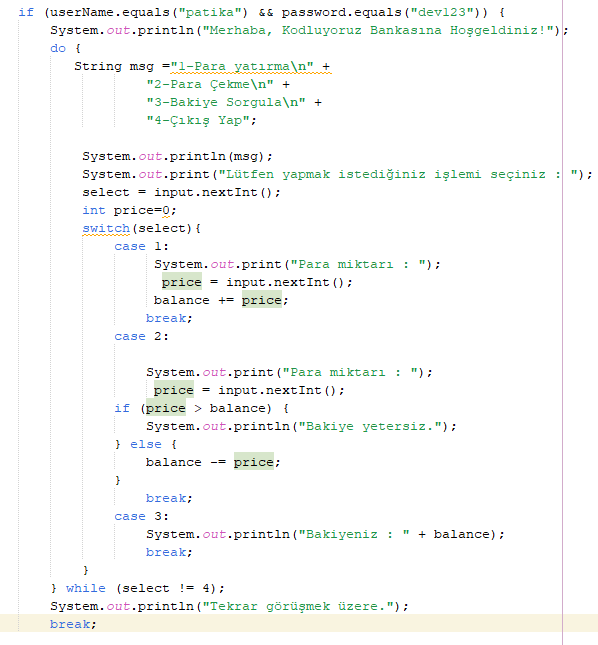 if (userName.equals("patika") && password.equals("dev123")) {
System.out.println("Merhaba, Kodluyoruz Bankasına Hoşgeldiniz!");
do {
String msg ="1-Para yatırma\n" +
"2-Para Çekme\n" +
"3-Bakiye Sorgula\n" +
"4-Çıkış Yap";
System.out.println(msg);
System.out.print("Lütfen yapmak istediğiniz işlemi seçiniz : ");
select = input.nextInt();
int price=0;
switch(select){
case 1:
System.out.print("Para miktarı : ");
price = input.nextInt();
balance += price;
break;
case 2:
System.out.print("Para miktarı : ");
price = input.nextInt();
if (price > balance) {
System.out.println("Bakiye yetersiz.");
} else {
balance -= price;
}
break;
case 3:
System.out.println("Bakiyeniz : " + balance);
break;
}
} while (select != 4);
System.out.println("Tekrar görüşmek üzere.");
break;